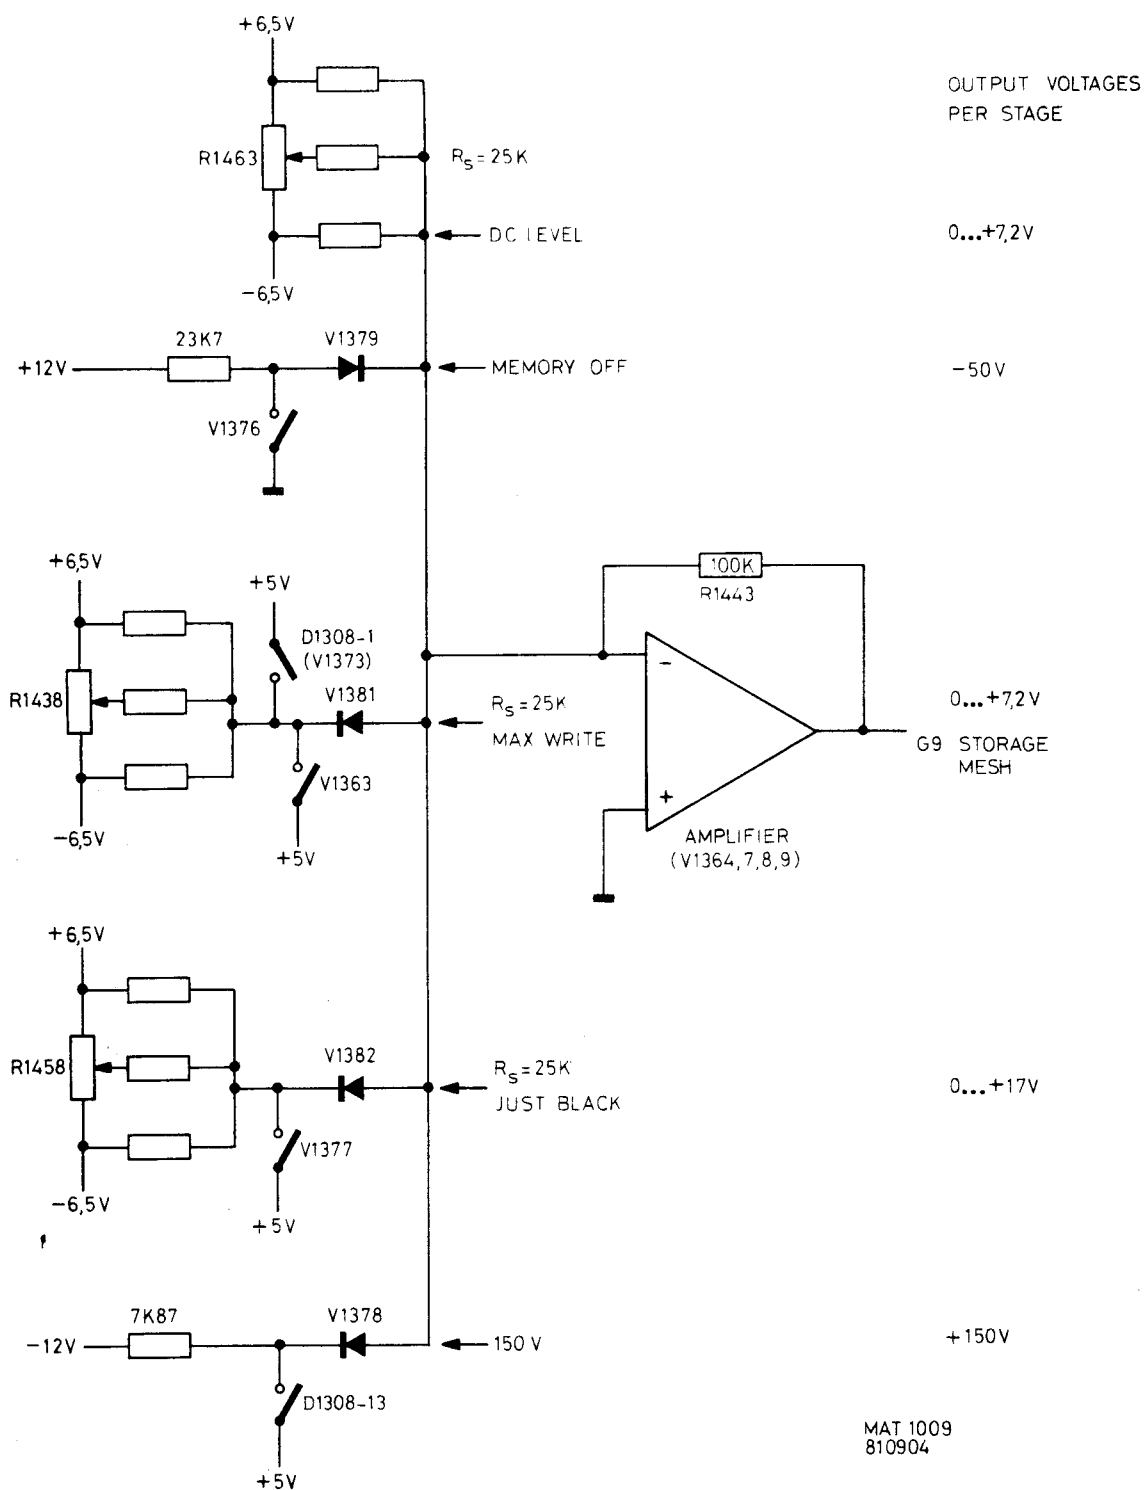 +6,5V
OUTPUT VOLTAGES
PER STAGE
R1463
RS=25K
DC LEVEL
0...+7,2V
-6,5V
23K7
V1379
+12V
MEMORY OFF
-50V
V1376
+6,5V
+5V
100K
R1443
D1308-1
(V1373)
V1381
R1438
RS=25K
MAX WRITE
0...+7,2V
G9 STORAGE
MESH
-
+
V1363
-6,5V
+5V
AMPLIFIER
(V1364,7,8,9)
+6,5V
R1458
V1382
RS=25K
JUST BLACK
0...+17V
V1377
-6,5V
+5V
7K87
V1378
-12V
150V
+150V
D1308-13
+5V
MAT 1009
810904